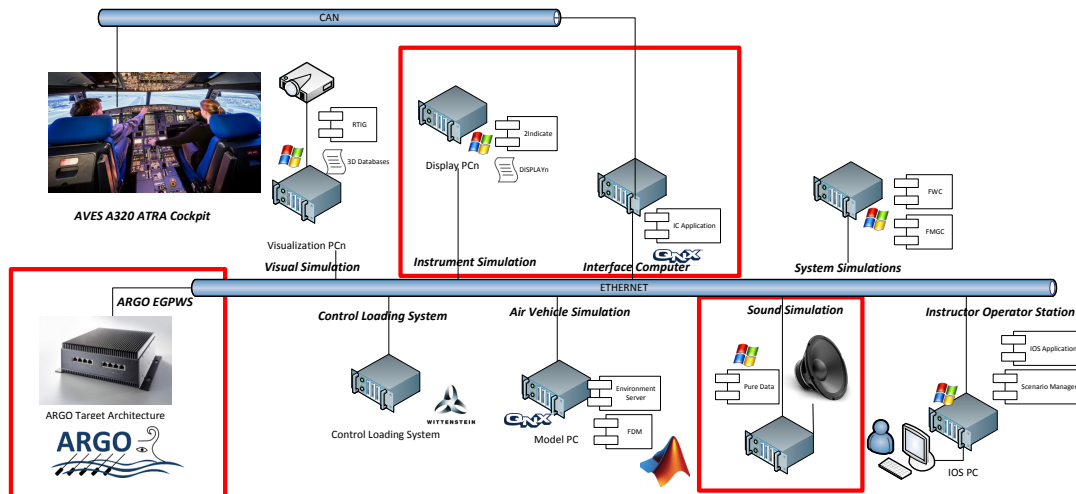 CAN
RTIG
3D Databases
AVES A320 ATRA Cockpit
Visualization PCn
Visual Simulation
2Indicate
Display PCn
DISPLAYn
Instrument Simulation
IC Application
QNX
Interface Computer
FWC
FMGC
System Simulations
ETHERNET
ARGO EGPWS
ARGO Target Architecture
ARGO
Control Loading System
Control Loading System
WITTENSTEIN
Air Vehicle Simulation
Environment
Server
QNX
Model PC
FDM
Sound Simulation
Pure Data
Instructor Operator Station
IOS Application
Scenario Manager
IOS PC